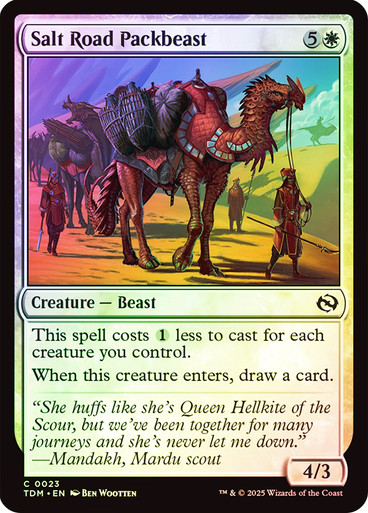 Salt Road Packbeast 5
Creature — Beast
This spell costs 1 less to cast for each
creature you control.
When this creature enters, draw a card.
“She huffs like she’s Queen Hellkite of the
Scour, but we’ve been together for many
journeys and she’s never let me down.”
—Mandakh, Mardu scout
4/3
C 0023
TDM • EN Ben Wootten
™ & © 2025 Wizards of the Coast